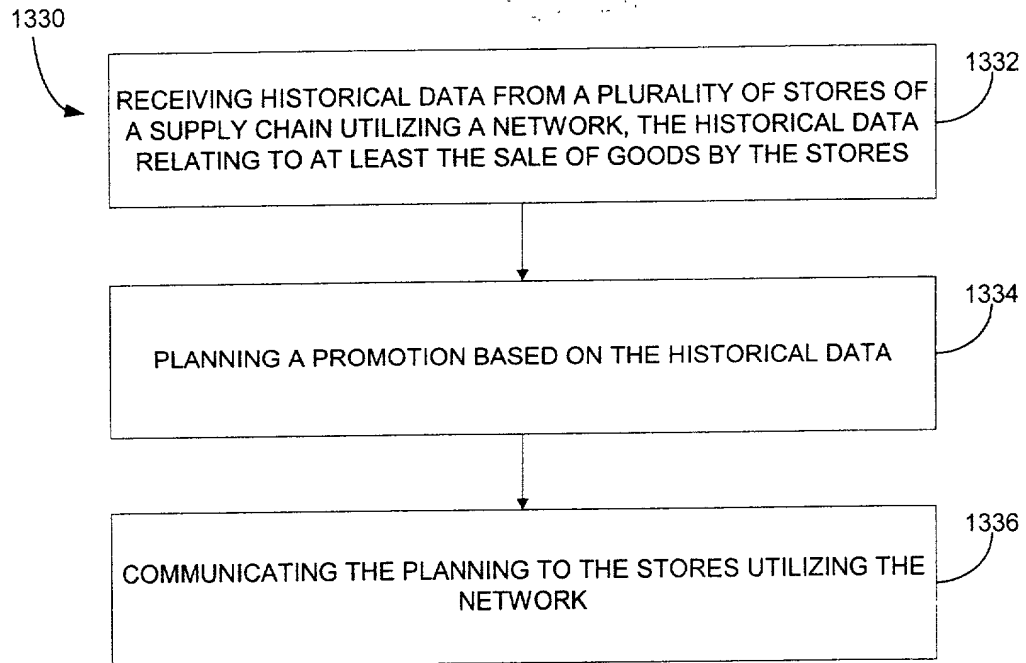 1330
1332
RECEIVING HISTORICAL DATA FROM A PLURALITY OF STORES OF
A SUPPLY CHAIN UTILIZING A NETWORK, THE HISTORICAL DATA
RELATING TO AT LEAST THE SALE OF GOODS BY THE STORES
1334
PLANNING A PROMOTION BASED ON THE HISTORICAL DATA
1336
COMMUNICATING THE PLANNING TO THE STORES UTILIZING THE
NETWORK